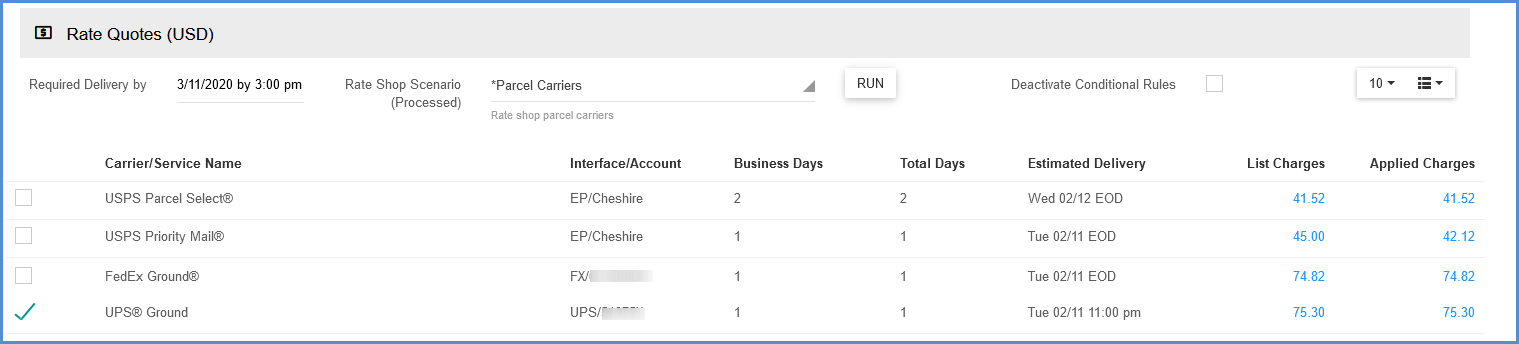 Rate Quotes (USD)
Required Delivery by 3/11/2020 by 3:00 pm Rate Shop Scenario (Processed) *Parcel Carriers RUN Deactivate Conditional Rules 10
Rate shop parcel carriers
Carrier/Service Name Interface/Account Business Days Total Days Estimated Delivery List Charges Applied Charges
USPS Parcel Select® EP/Cheshire 2 2 Wed 02/12 EOD 41.52 41.52
USPS Priority Mail® EP/Cheshire 1 1 Tue 02/11 EOD 45.00 42.12
FedEx Ground® FX/ 1 1 Tue 02/11 EOD 74.82 74.82
UPS® Ground UPS/ 1 1 Tue 02/11 11:00 pm 75.30 75.30